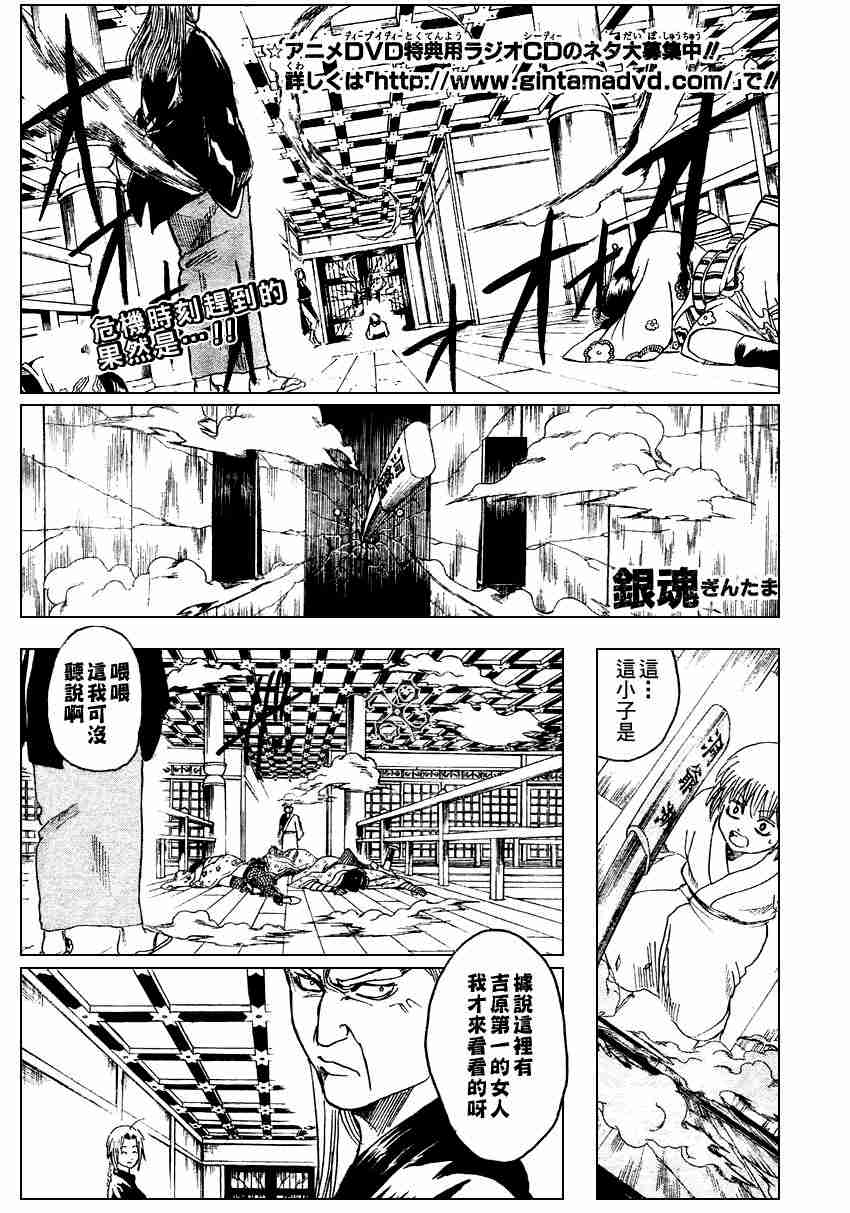 ☆アニメDVD特典用ラジオCDのネタ大募集中!!
詳しくは「http://www.gintamadvd.com/」で!!
危機時刻趕到的
果然是…!!
銀魂ぎんたま
這…
這小子是
喂喂
這我可沒
聽說啊
據說這裡有
吉原第一的女人
我才來看看的呀